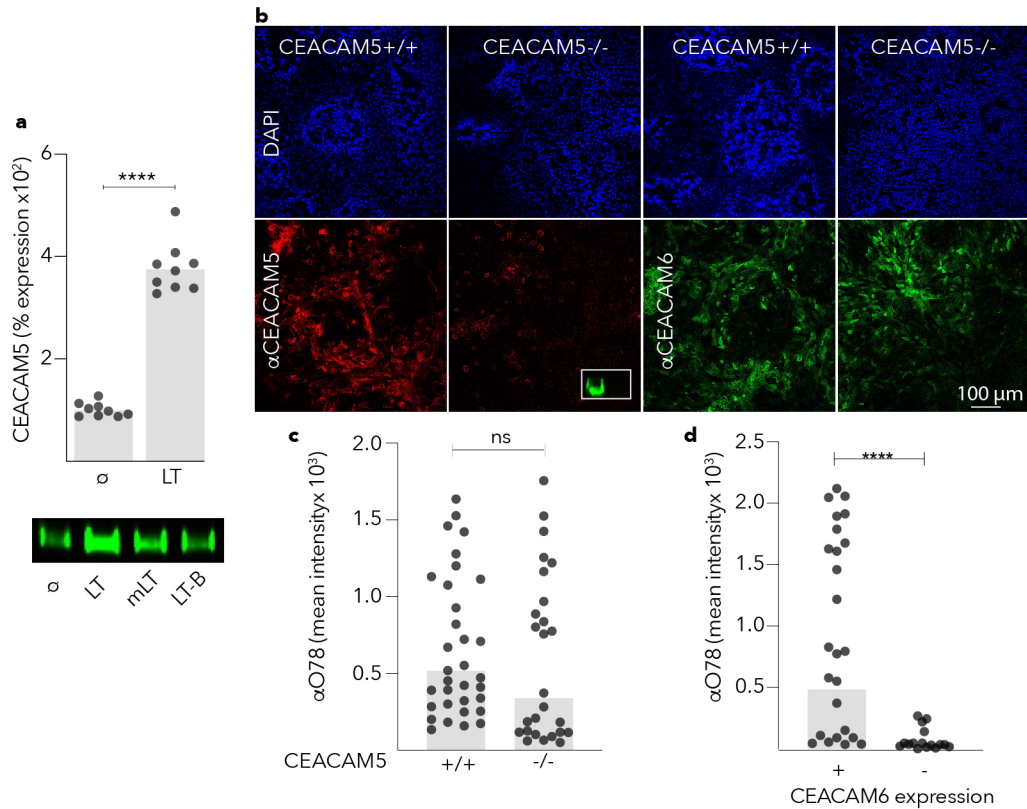 a
CEACAM5 (% expression x10²)
6
4
2
****
ø
LT
ø
LT
mLT
LT-B
b
CEACAM5+/+
CEACAM5-/-
CEACAM5+/+
CEACAM5-/-
DAPI
αCEACAM5
αCEACAM6
100 µm
c
αO78 (mean intensityx 10³)
2.0
1.5
1.0
0.5
ns
CEACAM5
+/+
-/-
d
αO78 (mean intensityx 10³)
2.5
2.0
1.5
1.0
0.5
****
+
-
CEACAM6 expression